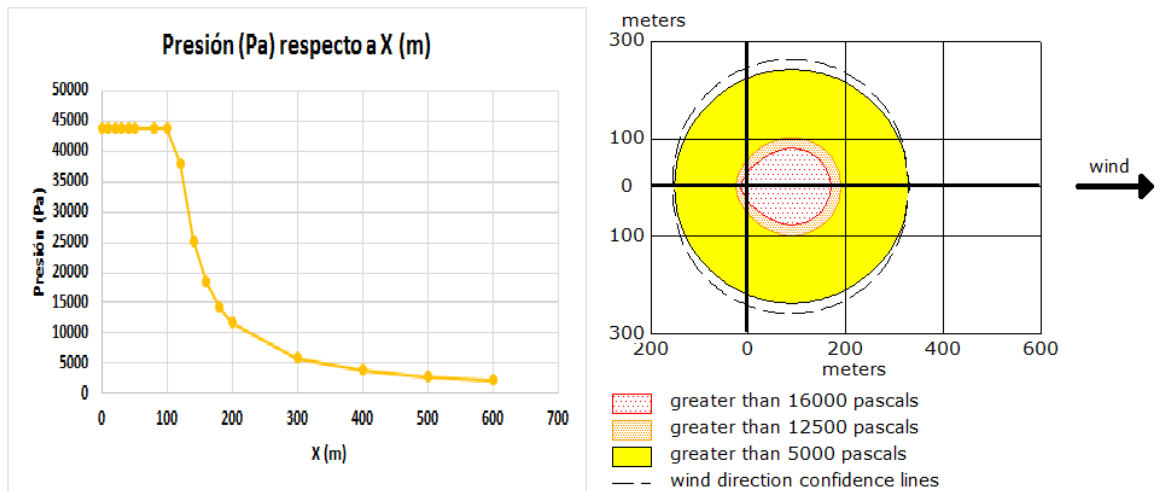 Presión (Pa) respecto a X (m)
Presión (Pa)
50000
45000
40000
35000
30000
25000
20000
15000
10000
5000
0
0 100 200 300 400 500 600 700
X (m)
meters
300
100
0
100
300
200 0 200 400 600
meters
wind
greater than 16000 pascals
greater than 12500 pascals
greater than 5000 pascals
wind direction confidence lines